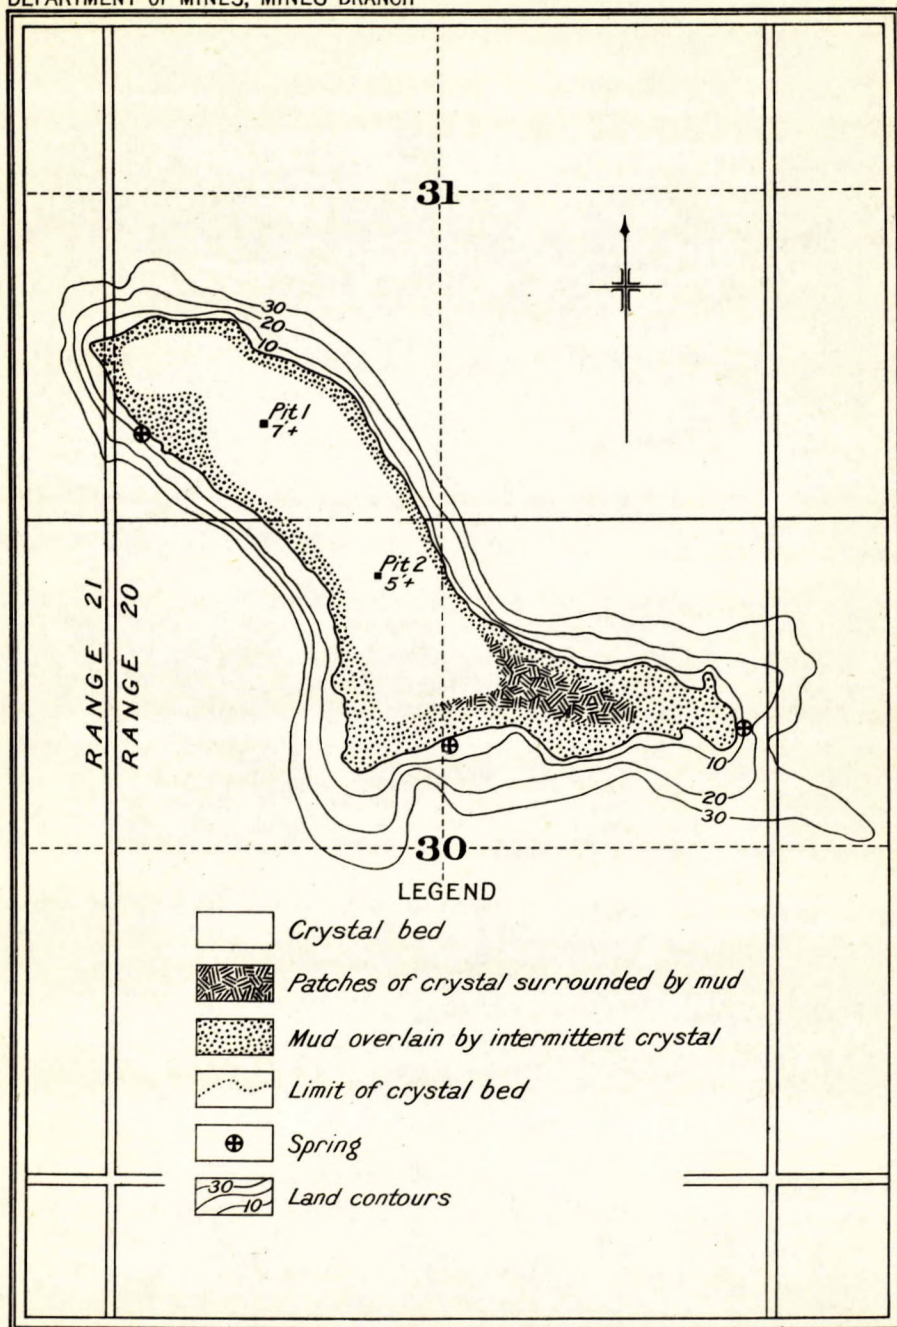 DEPARTMENT OF MINES, MINES BRANCH
31
30
20
10
Pit 1
7'+
Pit 2
5'+
RANGE 21
RANGE 20
10
20
30
30
LEGEND
Crystal bed
Patches of crystal surrounded by mud
Mud overlain by intermittent crystal
Limit of crystal bed
Spring
30
10
Land contours